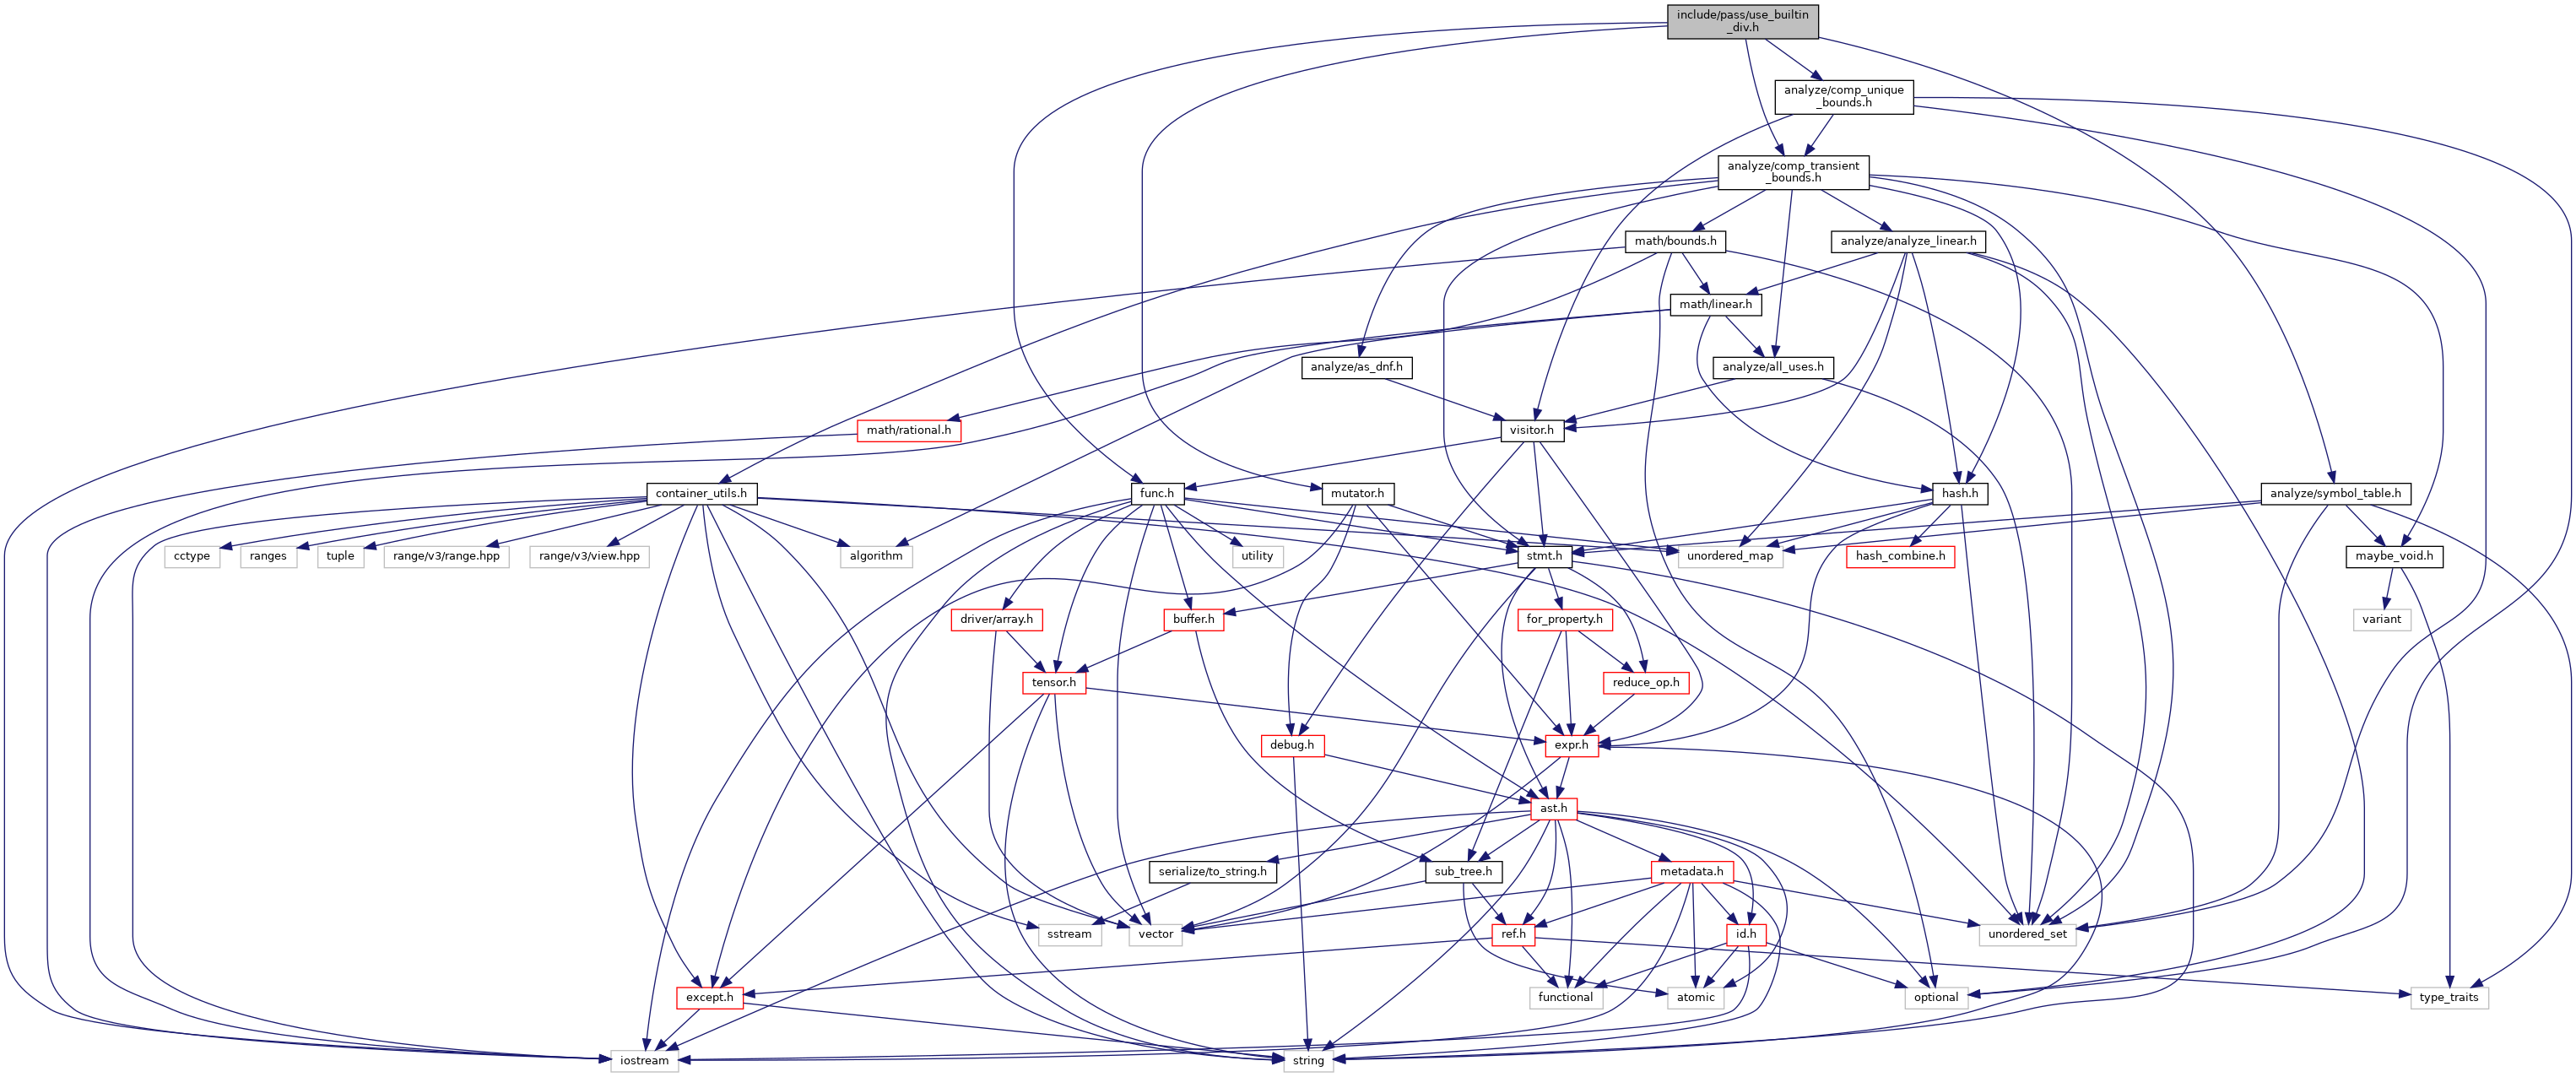 include/pass/use_builtin
_div.h
analyze/comp_unique
_bounds.h
analyze/comp_transient
_bounds.h
math/bounds.h
analyze/analyze_linear.h
math/linear.h
analyze/as_dnf.h
analyze/all_uses.h
math/rational.h
visitor.h
container_utils.h
func.h
mutator.h
hash.h
analyze/symbol_table.h
cctype
ranges
tuple
range/v3/range.hpp
range/v3/view.hpp
algorithm
utility
stmt.h
unordered_map
hash_combine.h
maybe_void.h
driver/array.h
buffer.h
for_property.h
variant
tensor.h
reduce_op.h
debug.h
expr.h
ast.h
serialize/to_string.h
sub_tree.h
metadata.h
sstream
vector
ref.h
id.h
unordered_set
except.h
functional
atomic
optional
type_traits
iostream
string